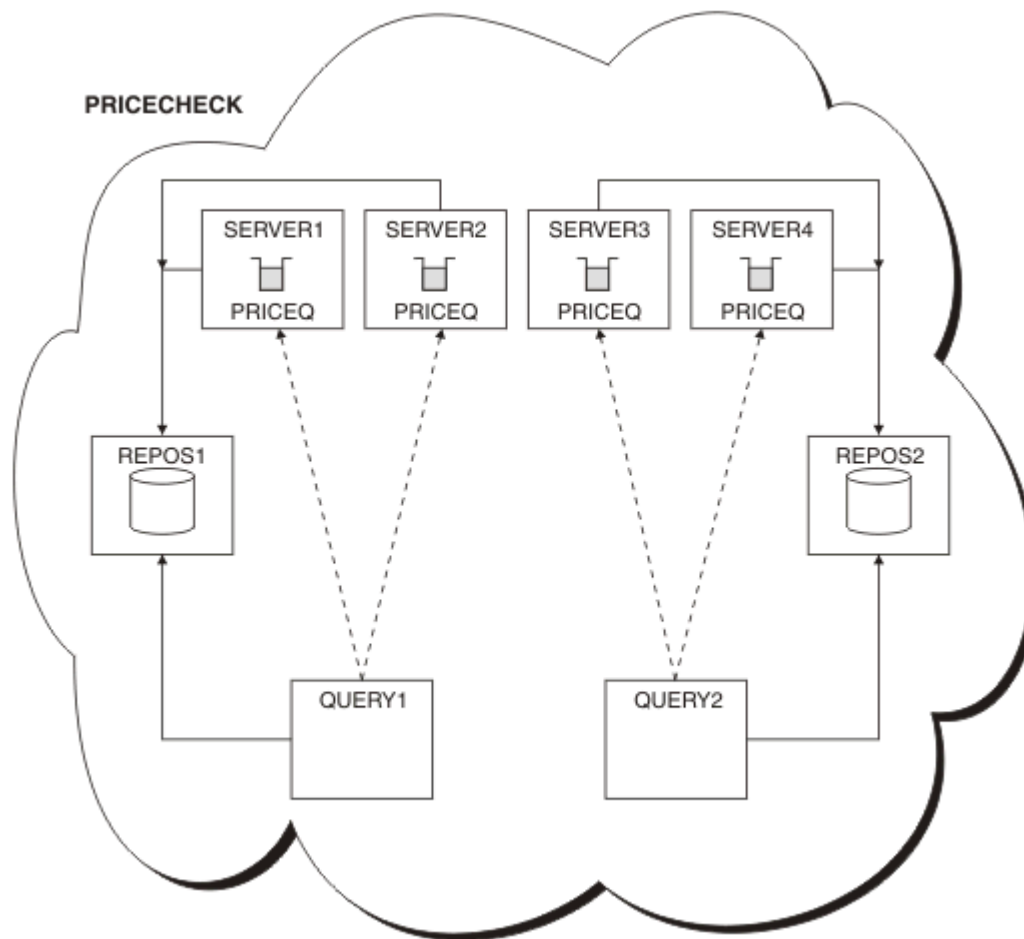 PRICECHECK
SERVER1
PRICEQ
SERVER2
PRICEQ
SERVER3
PRICEQ
SERVER4
PRICEQ
REPOS1
REPOS2
QUERY1
QUERY2